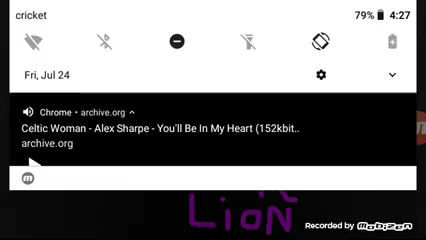 cricket 79% 4:27
Fri, Jul 24
Chrome • archive.org
Celtic Woman - Alex Sharpe - You'll Be In My Heart (152kbit..
archive.org
LioN
Recorded by Mobizen